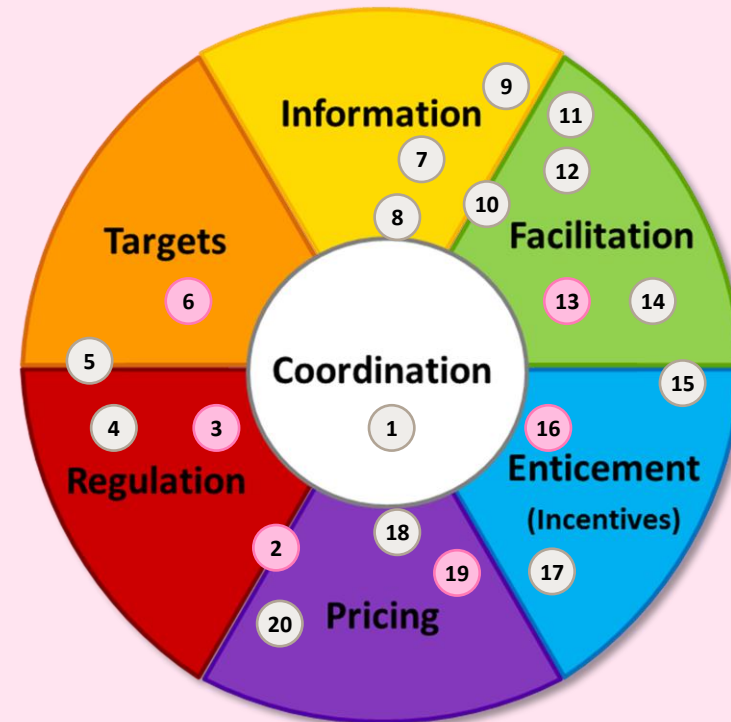 9
Information
11
7
12
10
8
Targets
Facilitation
6
13
14
5
Coordination
15
4
3
1
16
Enticement
Regulation
(Incentives)
18
2
19
17
Pricing
20